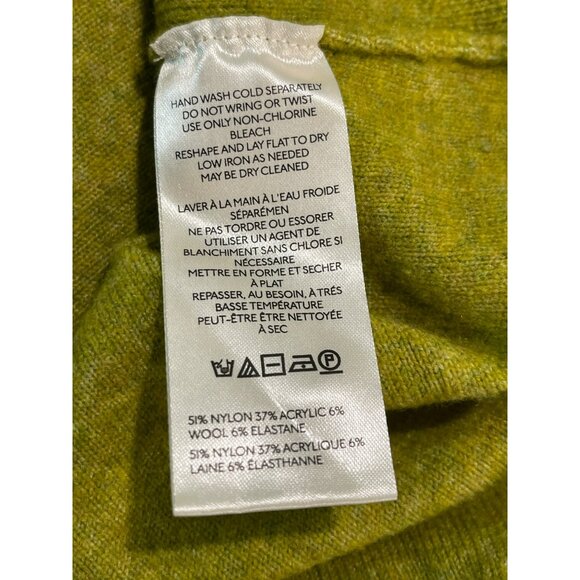 HAND WASH COLD SEPARATELY
DO NOT WRING OR TWIST
USE ONLY NON-CHLORINE
BLEACH
RESHAPE AND LAY FLAT TO DRY
LOW IRON AS NEEDED
MAY BE DRY CLEANED
LAVER À LA MAIN À L'EAU FROIDE
SÉPARÉMEN
NE PAS TORDRE OU ESSORER
UTILISER UN AGENT DE
BLANCHIMENT SANS CHLORE SI
NÉCESSAIRE
METTRE EN FORME ET SECHER
À PLAT
REPASSER, AU BESOIN, À TRÉS
BASSE TEMPÉRATURE
PEUT-ÊTRE ÊTRE NETTOYÉE
À SEC
51% NYLON 37% ACRYLIC 6%
WOOL 6% ELASTANE
51% NYLON 37% ACRYLIQUE 6%
LAINE 6% ÉLASTHANNE